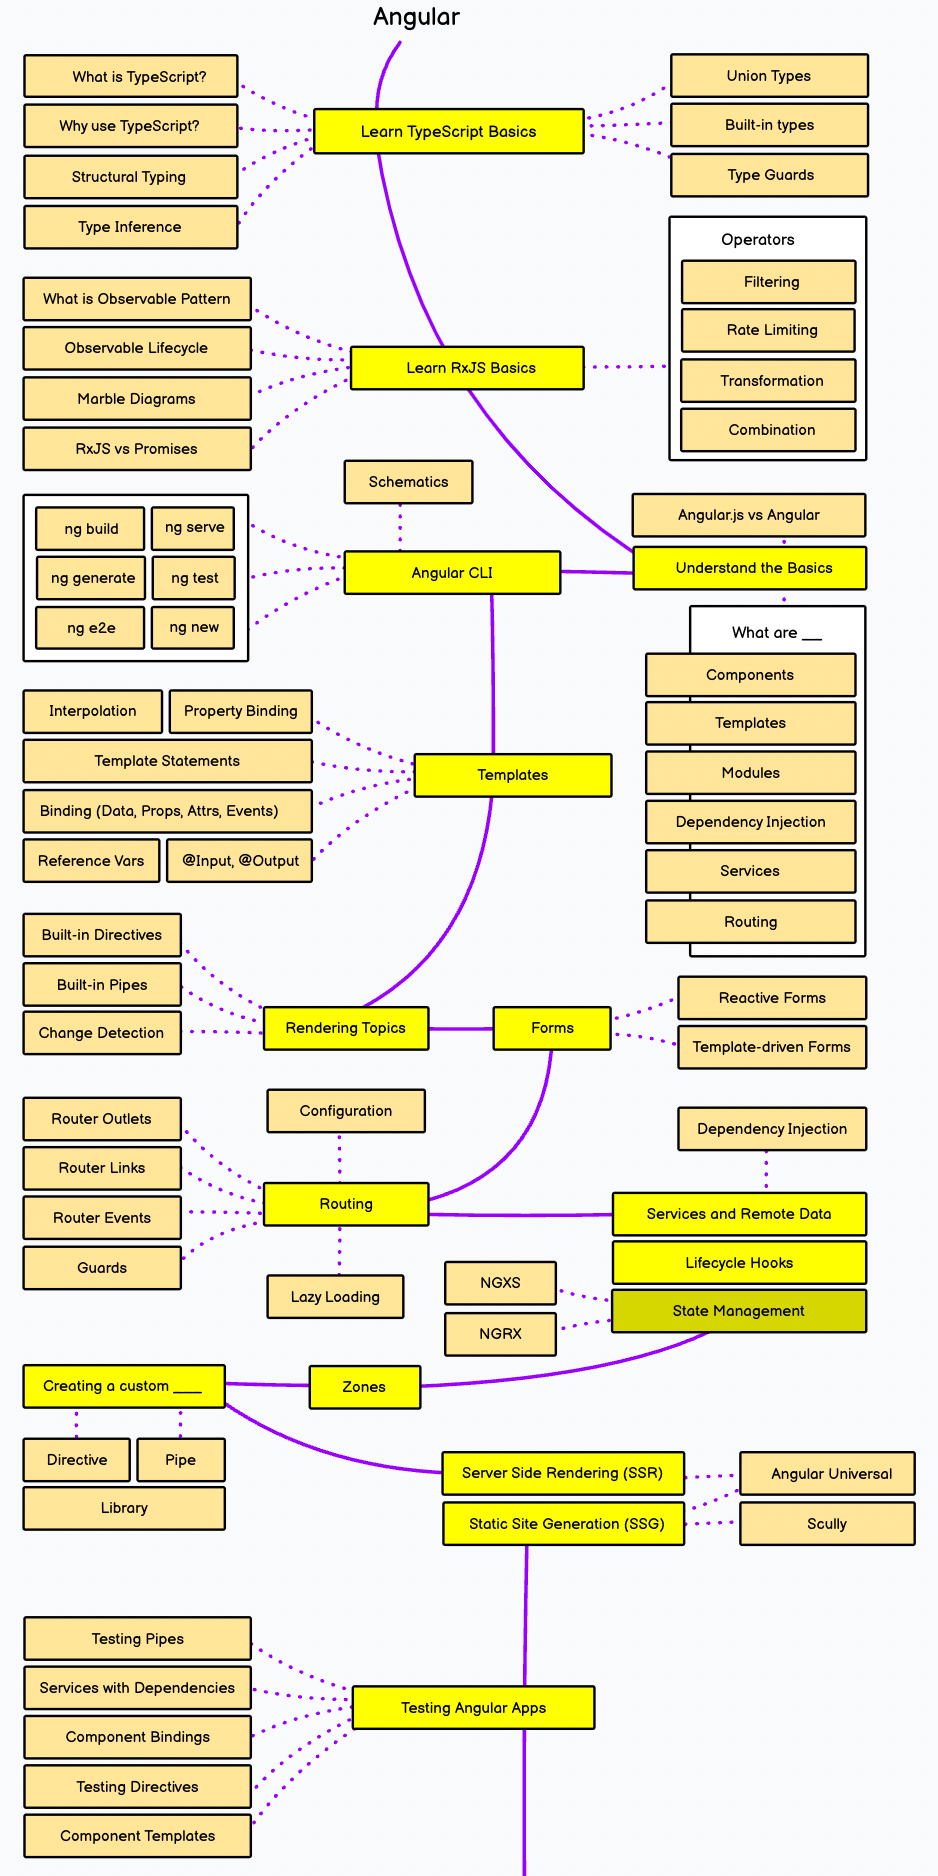 Angular
What is TypeScript?
Why use TypeScript?
Structural Typing
Type Inference
Learn TypeScript Basics
Union Types
Built-in types
Type Guards
What is Observable Pattern
Observable Lifecycle
Marble Diagrams
RxJS vs Promises
Learn RxJS Basics
Operators
Filtering
Rate Limiting
Transformation
Combination
Schematics
ng build
ng serve
ng generate
ng test
ng e2e
ng new
Angular CLI
Angular.js vs Angular
Understand the Basics
What are __
Components
Templates
Modules
Dependency Injection
Services
Routing
Interpolation
Property Binding
Template Statements
Binding (Data, Props, Attrs, Events)
Reference Vars
@Input, @Output
Templates
Built-in Directives
Built-in Pipes
Change Detection
Rendering Topics
Forms
Reactive Forms
Template-driven Forms
Router Outlets
Router Links
Router Events
Guards
Configuration
Routing
Lazy Loading
Dependency Injection
Services and Remote Data
Lifecycle Hooks
State Management
NGXS
NGRX
Creating a custom ___
Zones
Directive
Pipe
Library
Server Side Rendering (SSR)
Static Site Generation (SSG)
Angular Universal
Scully
Testing Pipes
Services with Dependencies
Component Bindings
Testing Directives
Component Templates
Testing Angular Apps